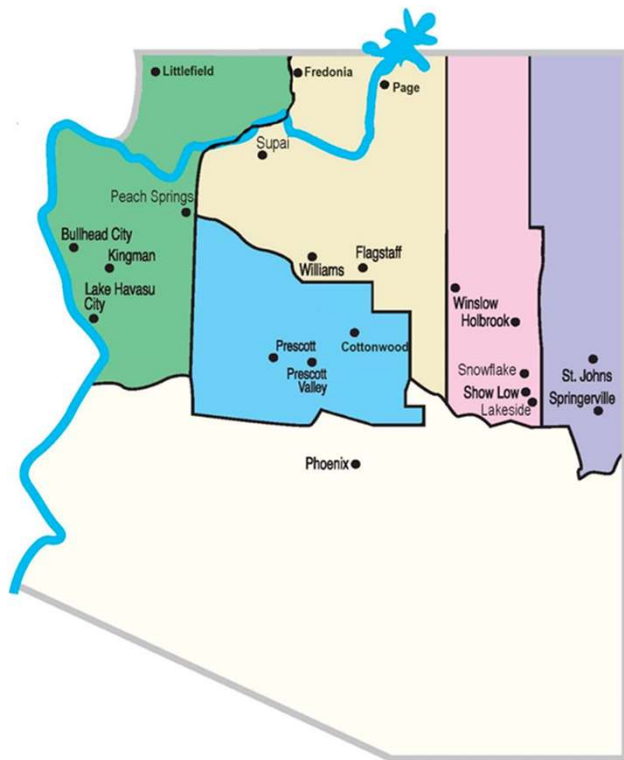 Littlefield
Fredonia
Page
Supai
Peach Springs
Bullhead City
Kingman
Lake Havasu
City
Williams
Flagstaff
Winslow
Holbrook
Prescott
Prescott
Valley
Cottonwood
Snowflake
Show Low
Lakeside
St. Johns
Springerville
Phoenix